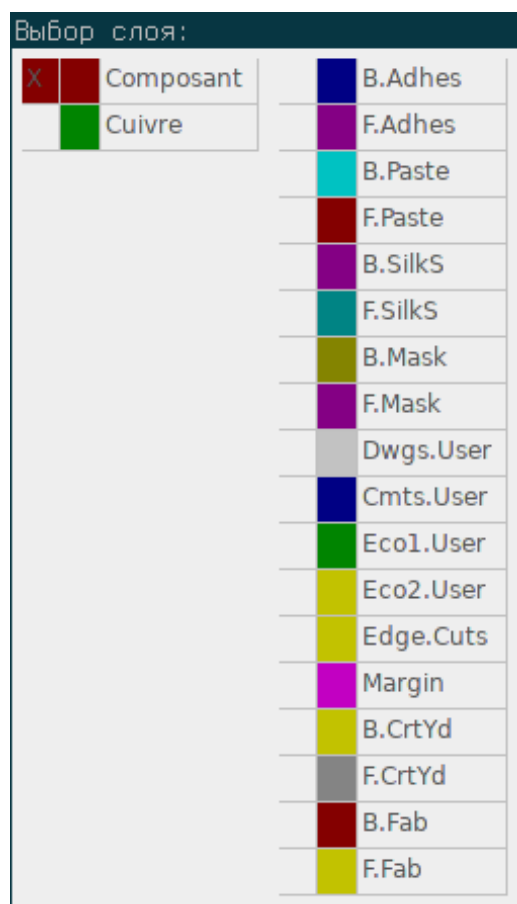 Выбор слоя:
X Composant
Cuivre
B.Adhes
F.Adhes
B.Paste
F.Paste
B.SilkS
F.SilkS
B.Mask
F.Mask
Dwgs.User
Cmts.User
Eco1.User
Eco2.User
Edge.Cuts
Margin
B.CrtYd
F.CrtYd
B.Fab
F.Fab